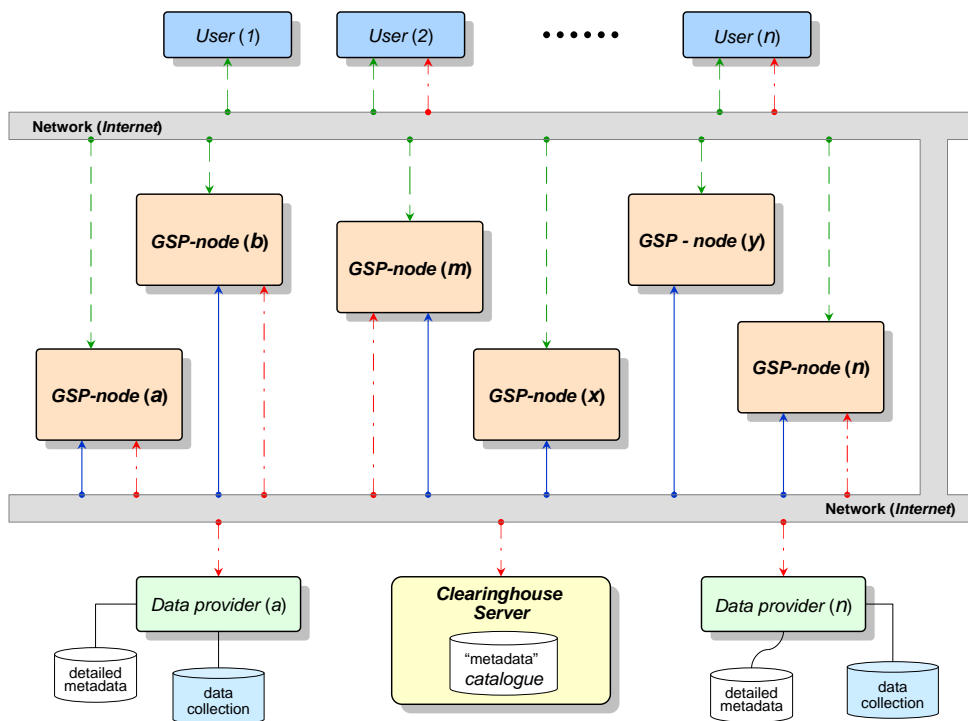 User (1)
User (2)
User (n)
Network (Internet)
GSP-node (b)
GSP-node (m)
GSP - node (y)
GSP-node (a)
GSP-node (x)
GSP-node (n)
Network (Internet)
Data provider (a)
Clearinghouse
Server
Data provider (n)
"metadata"
catalogue
detailed
metadata
data
collection
detailed
metadata
data
collection